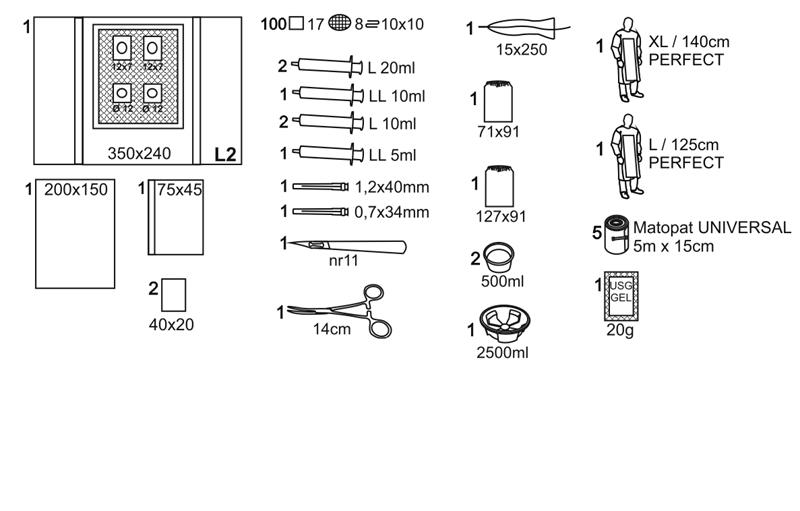 1
12x7 12x7
Ø 12 Ø 12
350x240 L2
1 200x150
1 75x45
2
40x20
100 17 8 10x10
2 L 20ml
1 LL 10ml
2 L 10ml
1 LL 5ml
1 1,2x40mm
1 0,7x34mm
1
nr11
1
14cm
1
15x250
1
71x91
1
127x91
2
500ml
1
2500ml
1 XL / 140cm
PERFECT
1 L / 125cm
PERFECT
5 Matopat UNIVERSAL
5m x 15cm
1 USG
GEL
20g